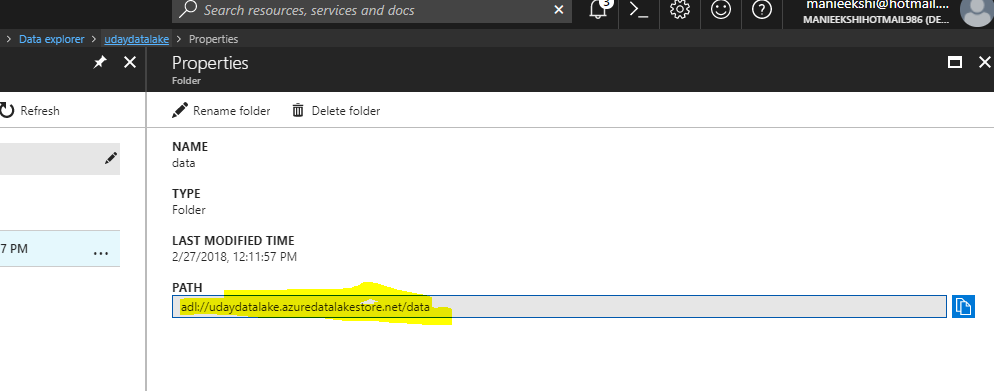 manieekshi@hotmail....
Search resources, services and docs
3
MANIEEKSHIHOTMAIL986 (DE...
> Data explorer > udaydatalake > Properties
Properties
Folder
Refresh
Rename folder
Delete folder
NAME
data
TYPE
Folder
7 PM
...
LAST MODIFIED TIME
2/27/2018, 12:11:57 PM
PATH
adl://udaydatalake.azuredatalakestore.net/data